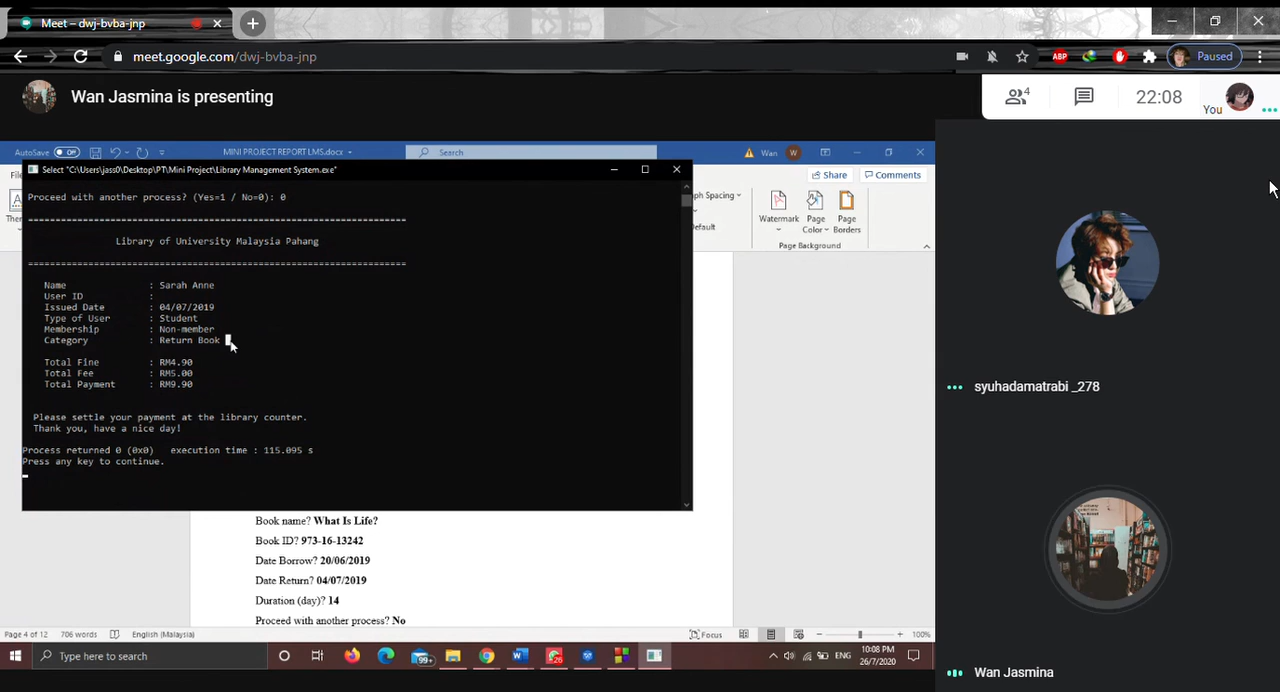 Meet – dwj-bvba-jnp
meet.google.com/dwj-bvba-jnp
ABP
Paused
Wan Jasmina is presenting
4
22:08
You
AutoSave Off
MINI PROJECT REPORT LMS.docx
Search
Wan
W
Select "C:\Users\jass0\Desktop\PT\Mini Project\Library Management System.exe"
Share
Comments
Watermark
Page Color
Page Borders
Page Background
Proceed with another process? (Yes=1 / No=0): 0
Library of University Malaysia Pahang
Name : Sarah Anne
User ID :
Issued Date : 04/07/2019
Type of User : Student
Membership : Non-member
Category : Return Book
Total Fine : RM4.90
Total Fee : RM5.00
Total Payment : RM9.90
Please settle your payment at the library counter.
Thank you, have a nice day!
Process returned 0 (0x0) execution time : 115.095 s
Press any key to continue.
Book name? What Is Life?
Book ID? 973-16-13242
Date Borrow? 20/06/2019
Date Return? 04/07/2019
Duration (day)? 14
Proceed with another process? No
Page 4 of 12
706 words
English (Malaysia)
Focus
100%
Type here to search
99+
26
ENG
10:08 PM
26/7/2020
syuhadamatrabi _278
Wan Jasmina